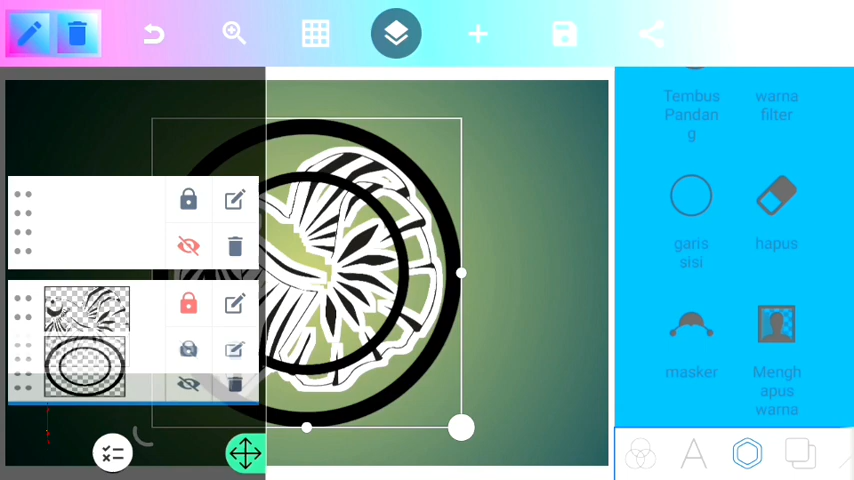 Tembus
Pandan
g
warna
filter
garis
sisi
hapus
masker
Mengh
apus
warna
A